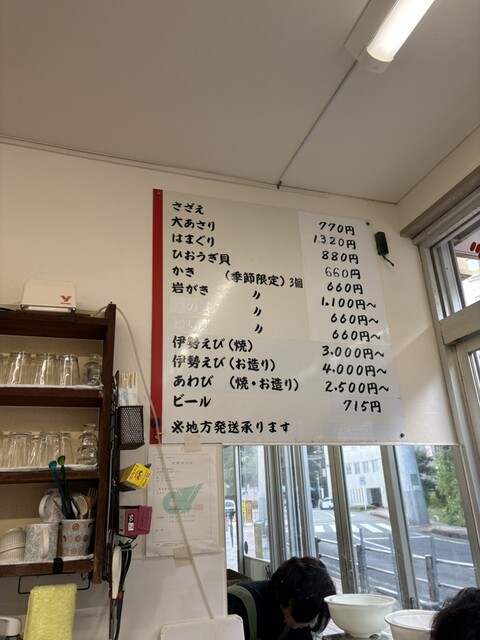 さざえ 770円
大あさり 1.320円
はまぐり 880円
ひおうぎ貝 660円
かき (季節限定) 3個 660円
岩がき 〃 1.100円～
〃 660円～
〃 660円～
伊勢えび(焼) 3.000円～
伊勢えび(お造り) 4.000円～
あわび (焼・お造り) 2.500円～
ビール 715円
※地方発送承ります